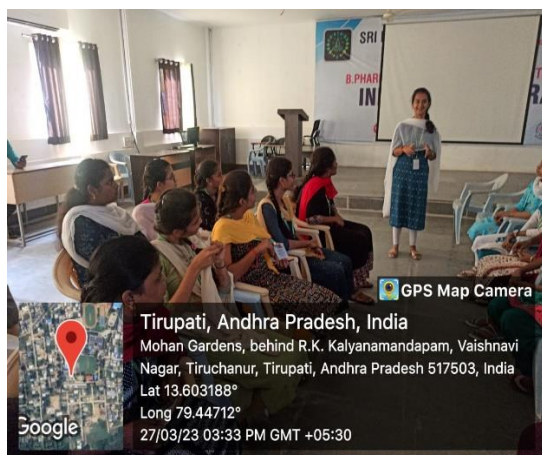 SRI
B.PHAR
IN
GPS Map Camera
Tirupati, Andhra Pradesh, India
Mohan Gardens, behind R.K. Kalyanamandapam, Vaishnavi
Nagar, Tiruchanur, Tirupati, Andhra Pradesh 517503, India
Lat 13.603188°
Long 79.44712°
27/03/23 03:33 PM GMT +05:30
Google